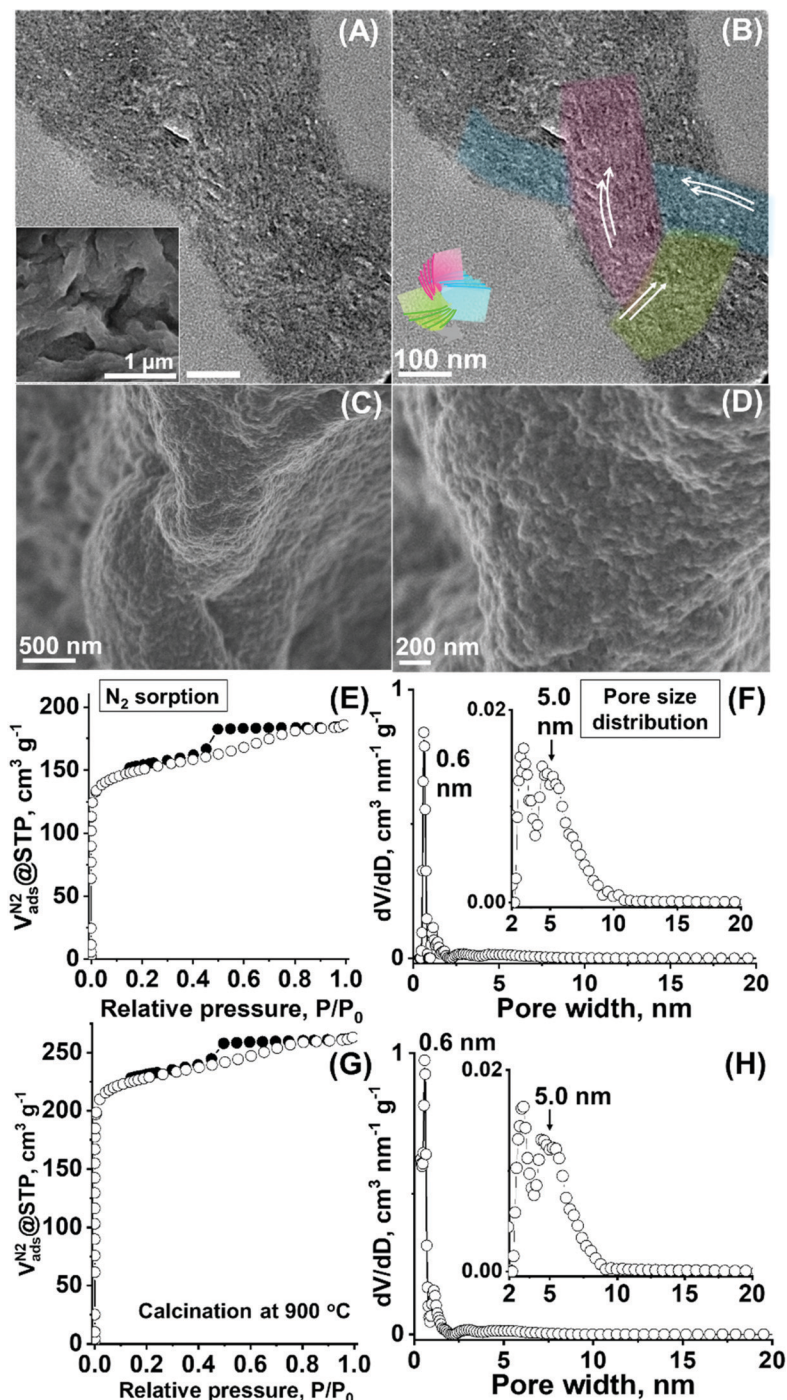 (A)
1 µm
(B)
100 nm
(C)
500 nm
(D)
200 nm
N₂ sorption
(E)
200
150
100
50
0
V_ads^N2@STP, cm³ g⁻¹
0.0 0.2 0.4 0.6 0.8 1.0
Relative pressure, P/P₀
(F)
Pore size
distribution
1
0
dV/dD, cm³ nm⁻¹ g⁻¹
0.6
nm
5.0
nm
0.02
0.00
2 5 10 15 20
0 5 10 15 20
Pore width, nm
(G)
250
200
150
100
50
0
V_ads^N2@STP, cm³ g⁻¹
Calcination at 900 °C
0.0 0.2 0.4 0.6 0.8 1.0
Relative pressure, P/P₀
(H)
1
0
dV/dD, cm³ nm⁻¹ g⁻¹
0.6 nm
5.0 nm
0.02
0.00
2 5 10 15 20
0 5 10 15 20
Pore width, nm